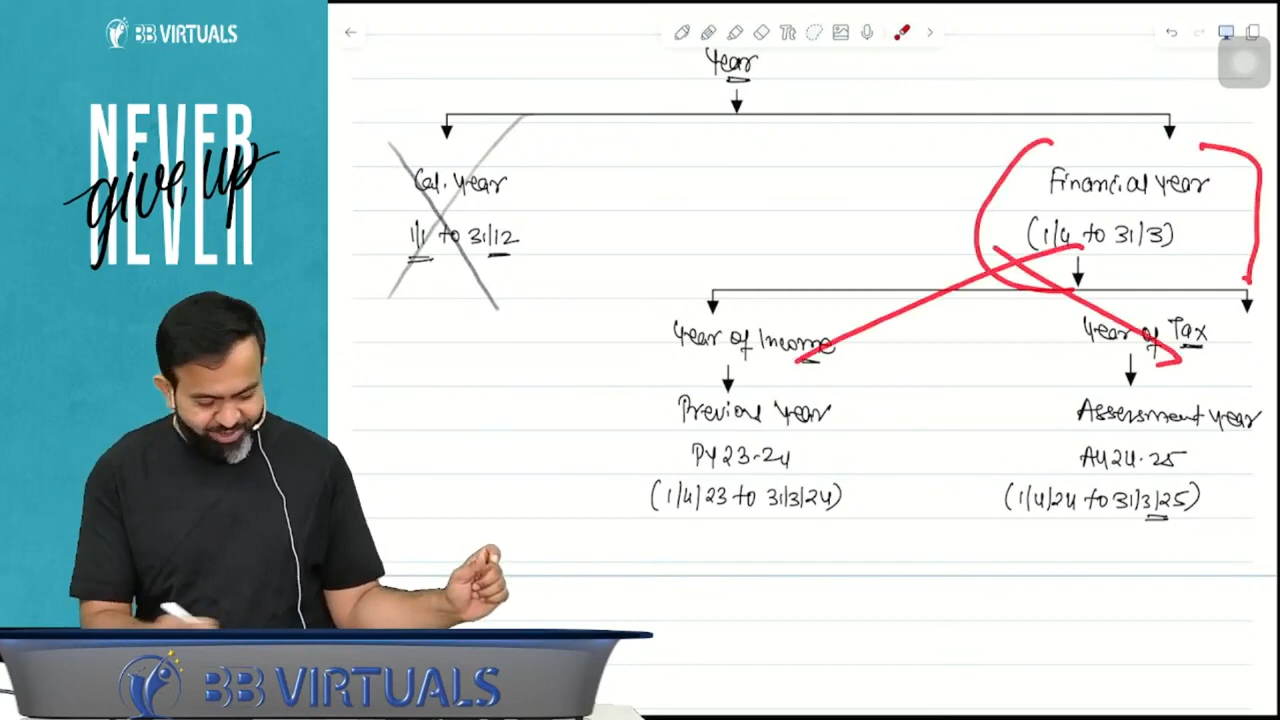 BB VIRTUALS
NEVER
give up
NEVER
Year
Cal. Year
1/1 to 31/12
Financial year
(1/4 to 31/3)
Year of Income
Year of Tax
Previous Year
Assessment year
PY 23-24
AY 24-25
(1/4/23 to 31/3/24)
(1/4/24 to 31/3/25)
BB VIRTUALS